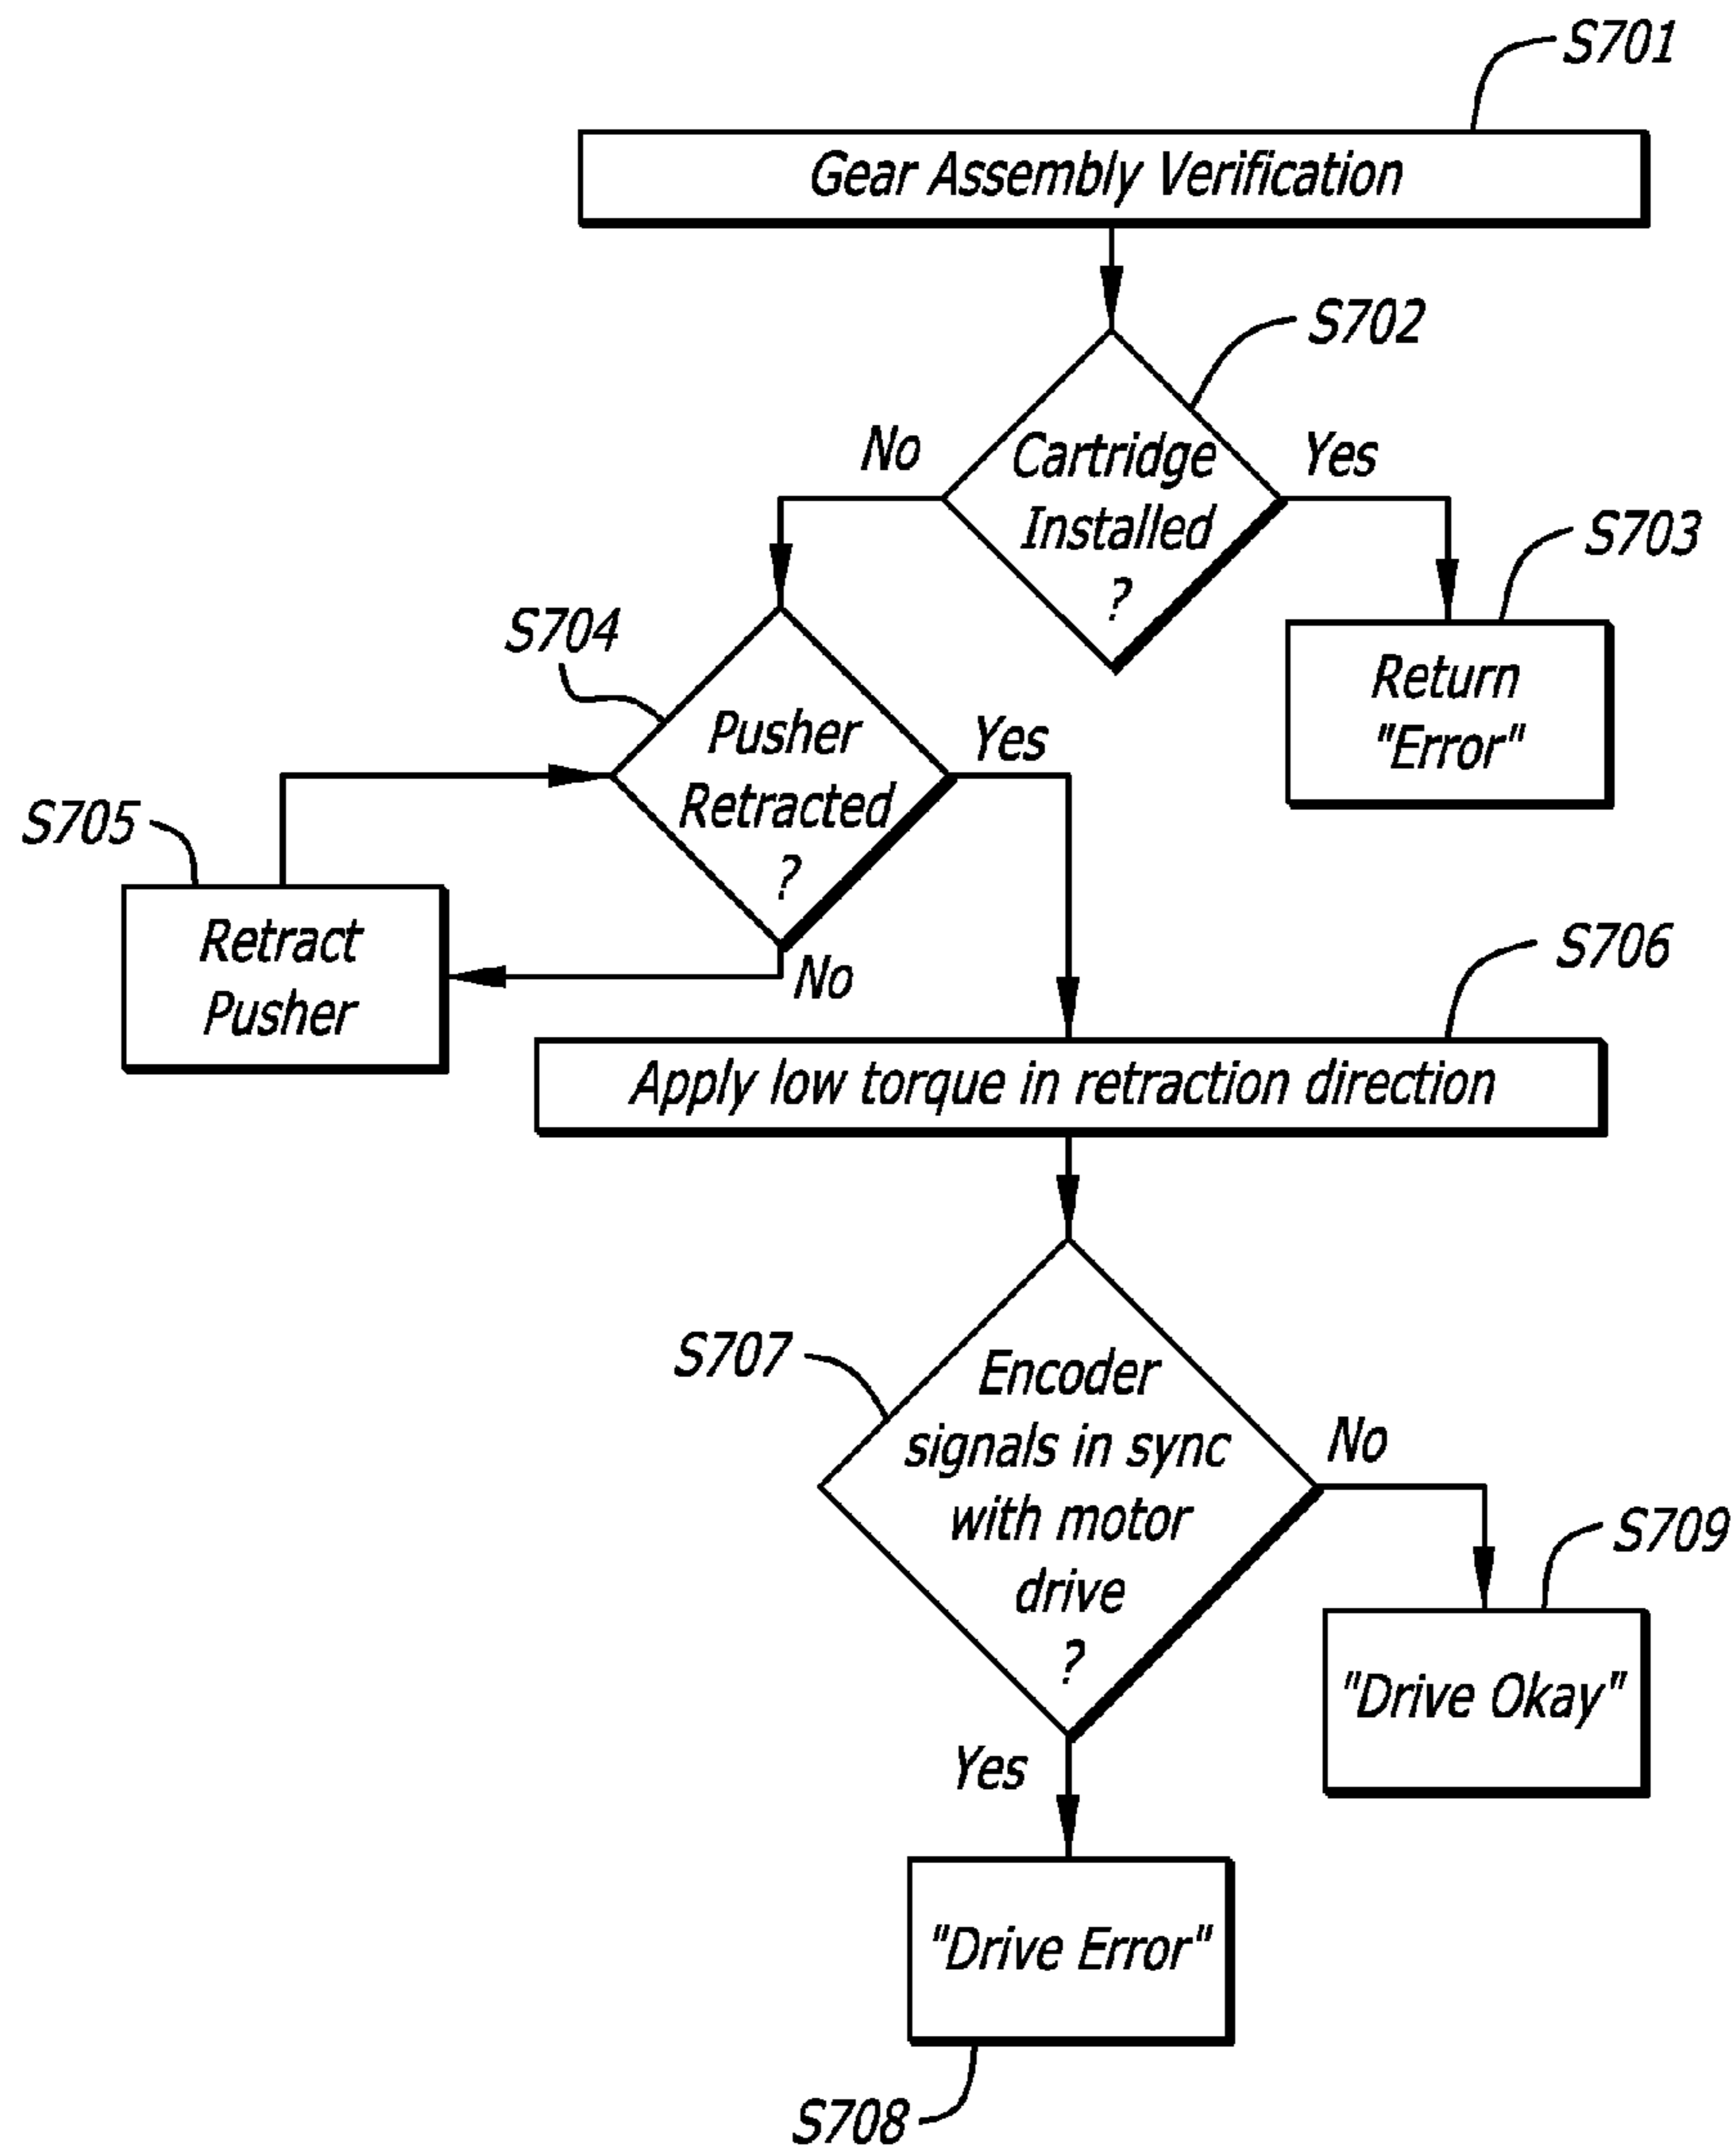 S701
Gear Assembly Verification
S702
No
Cartridge
Installed
?
Yes
S703
Return
"Error"
S704
Pusher
Retracted
?
Yes
No
S705
Retract
Pusher
S706
Apply low torque in retraction direction
S707
Encoder
signals in sync
with motor
drive
?
No
S709
"Drive Okay"
Yes
"Drive Error"
S708